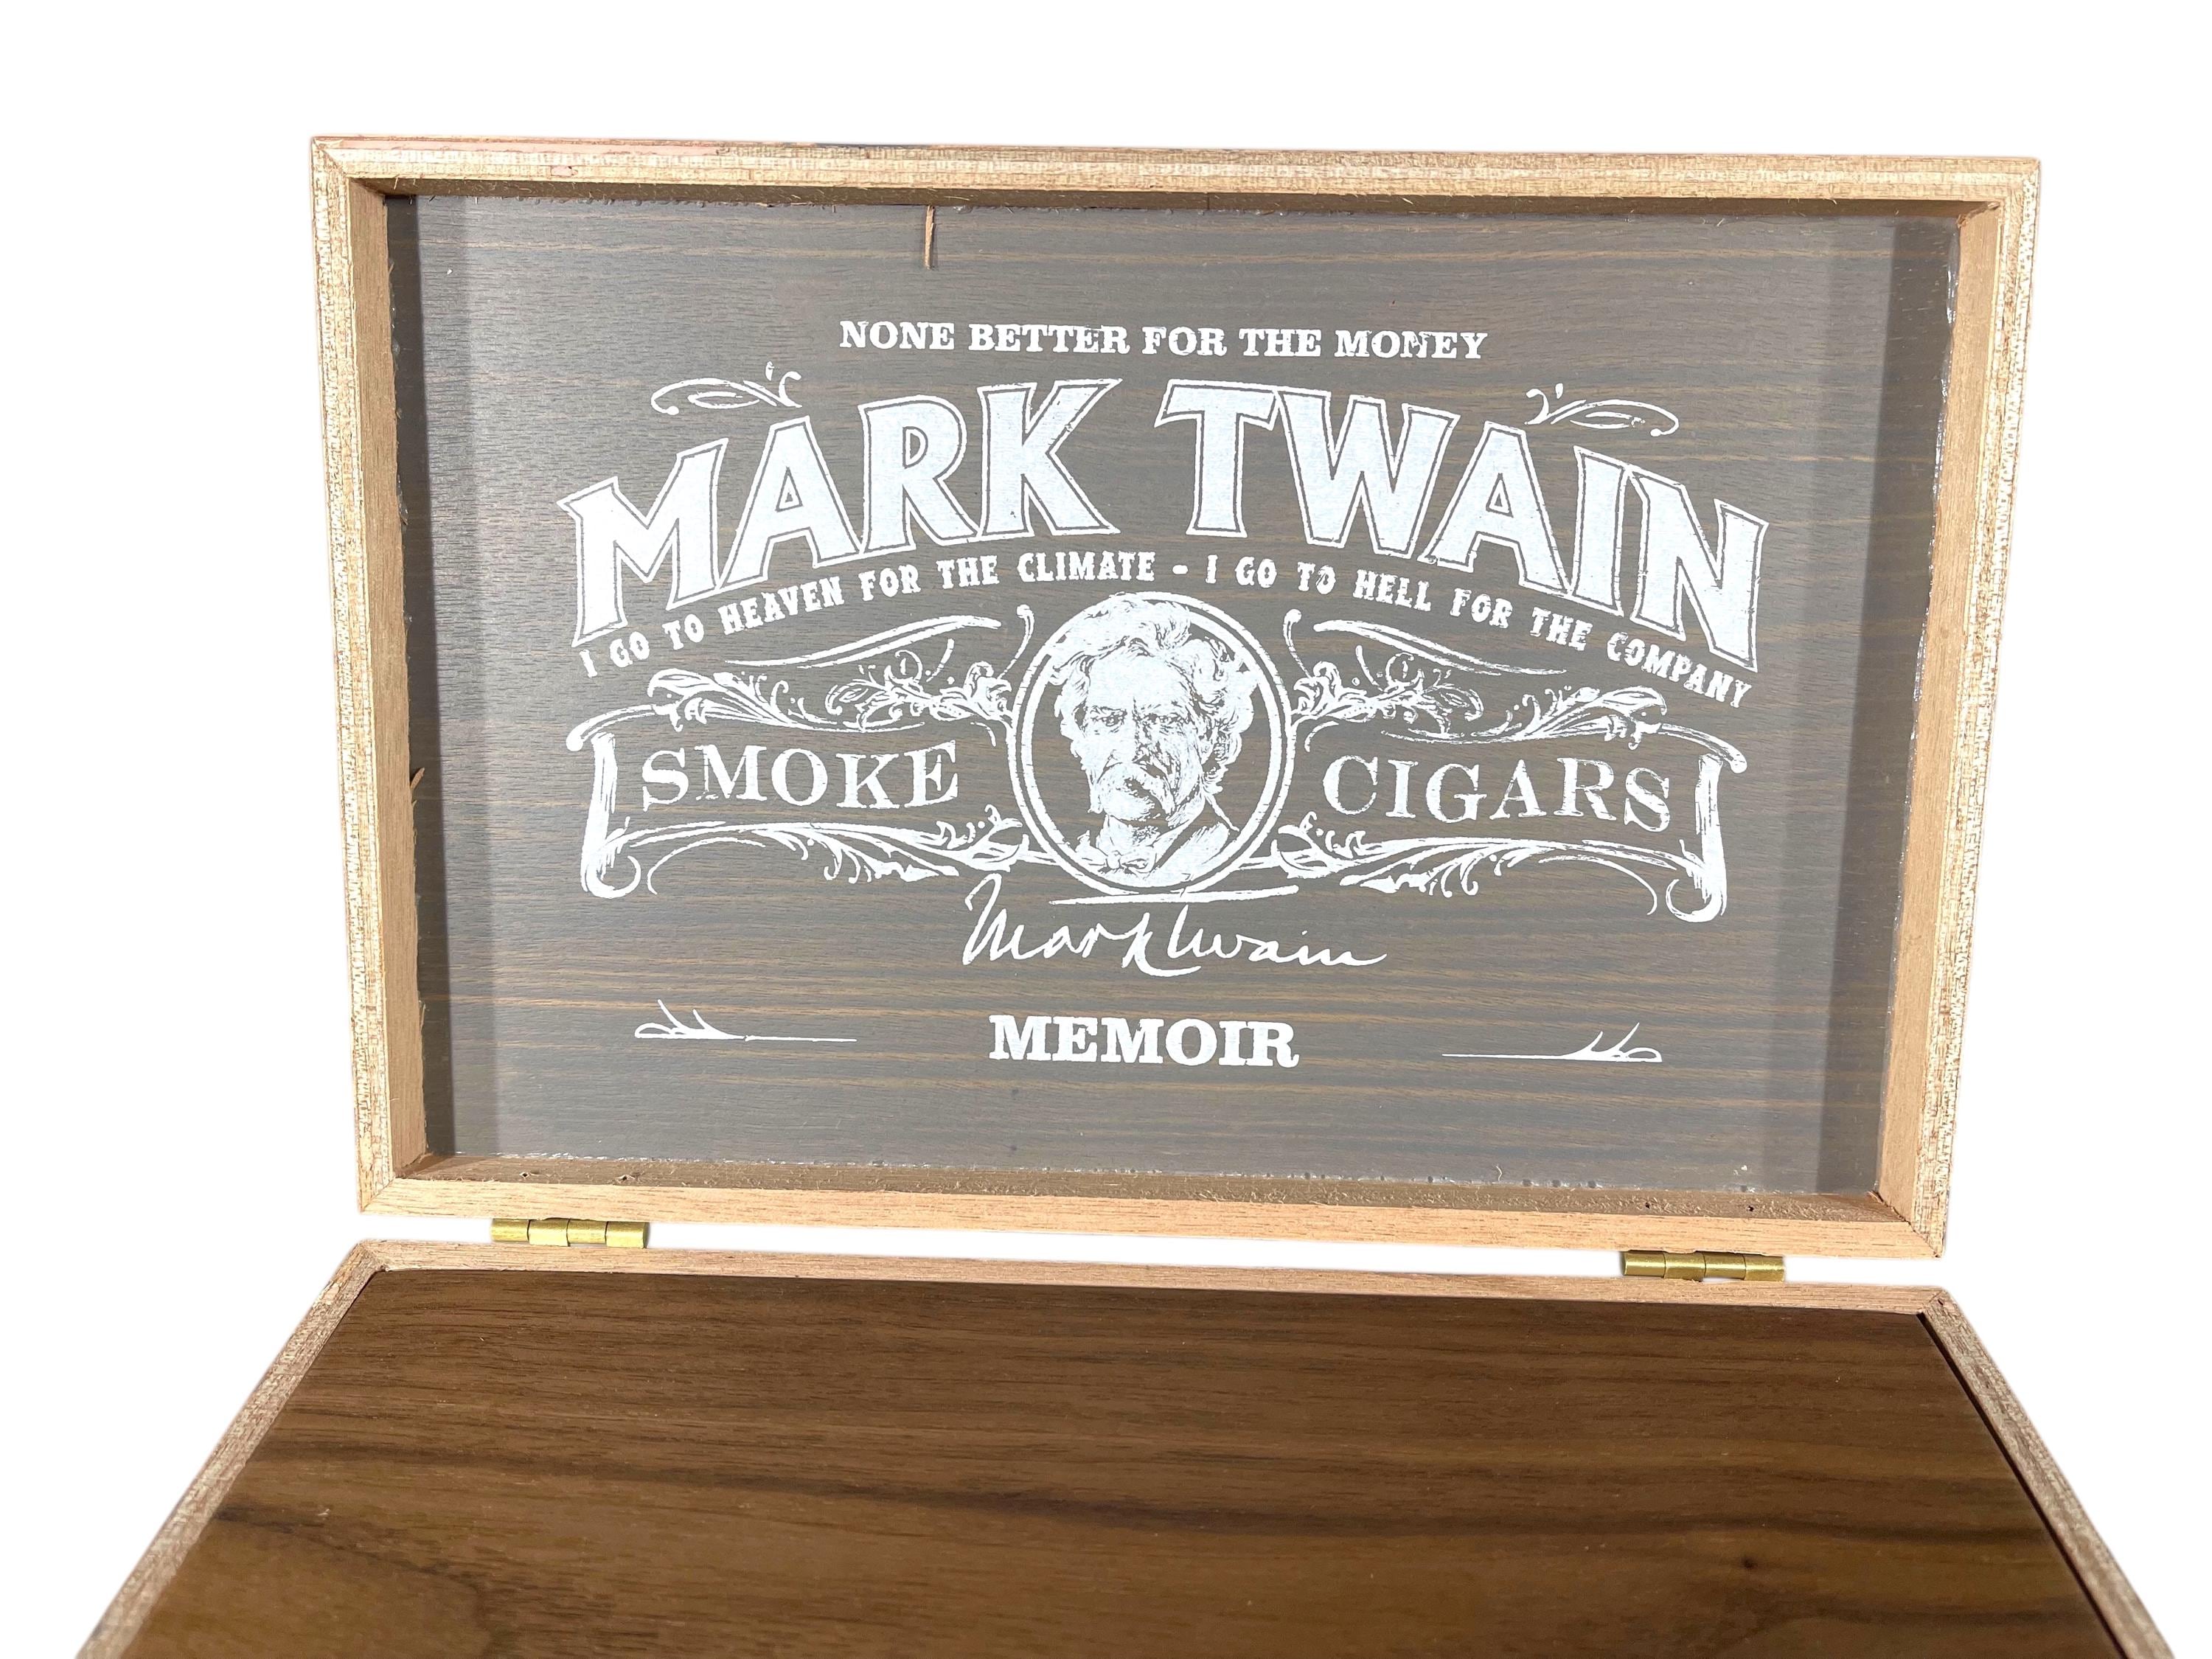 NONE BETTER FOR THE MONEY
MARK TWAIN
I GO TO HEAVEN FOR THE CLIMATE - I GO TO HELL FOR THE COMPANY
SMOKE CIGARS
Mark Twain
MEMOIR